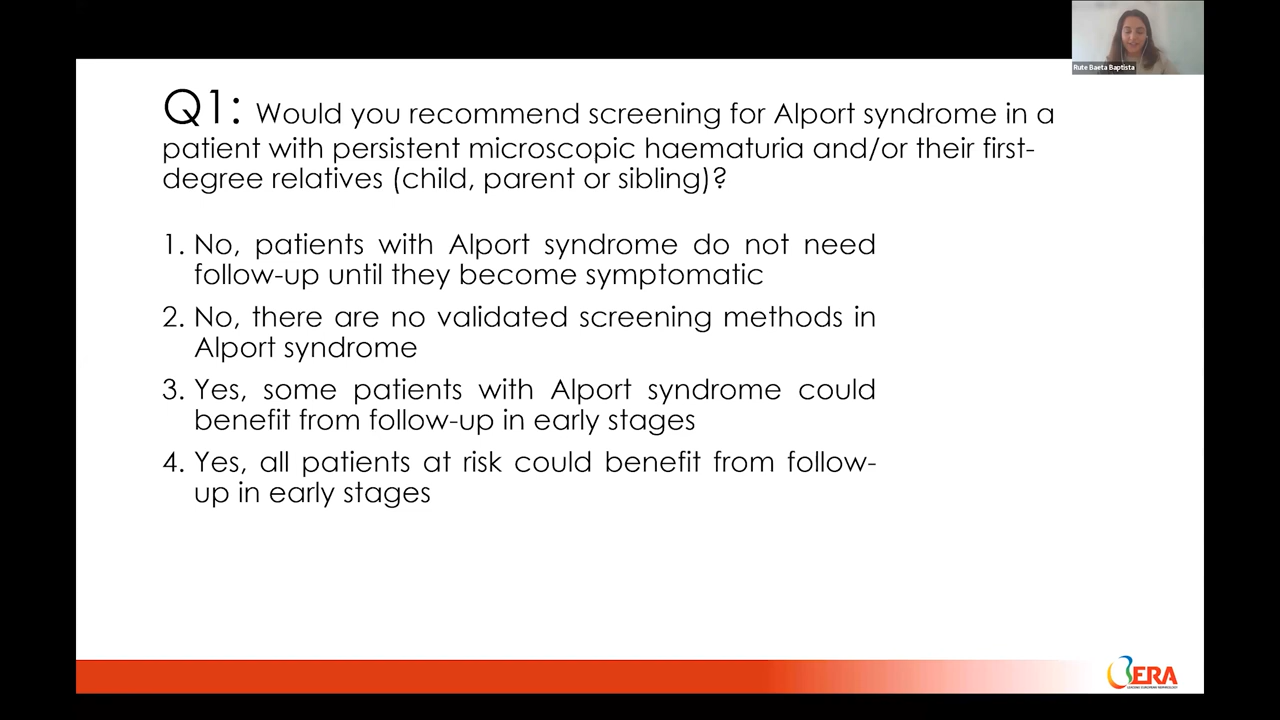 Rute Baeta Baptista
Q1: Would you recommend screening for Alport syndrome in a
patient with persistent microscopic haematuria and/or their first-
degree relatives (child, parent or sibling)?
1. No, patients with Alport syndrome do not need
follow-up until they become symptomatic
2. No, there are no validated screening methods in
Alport syndrome
3. Yes, some patients with Alport syndrome could
benefit from follow-up in early stages
4. Yes, all patients at risk could benefit from follow-
up in early stages
ERA
LEADING EUROPEAN NEPHROLOGY